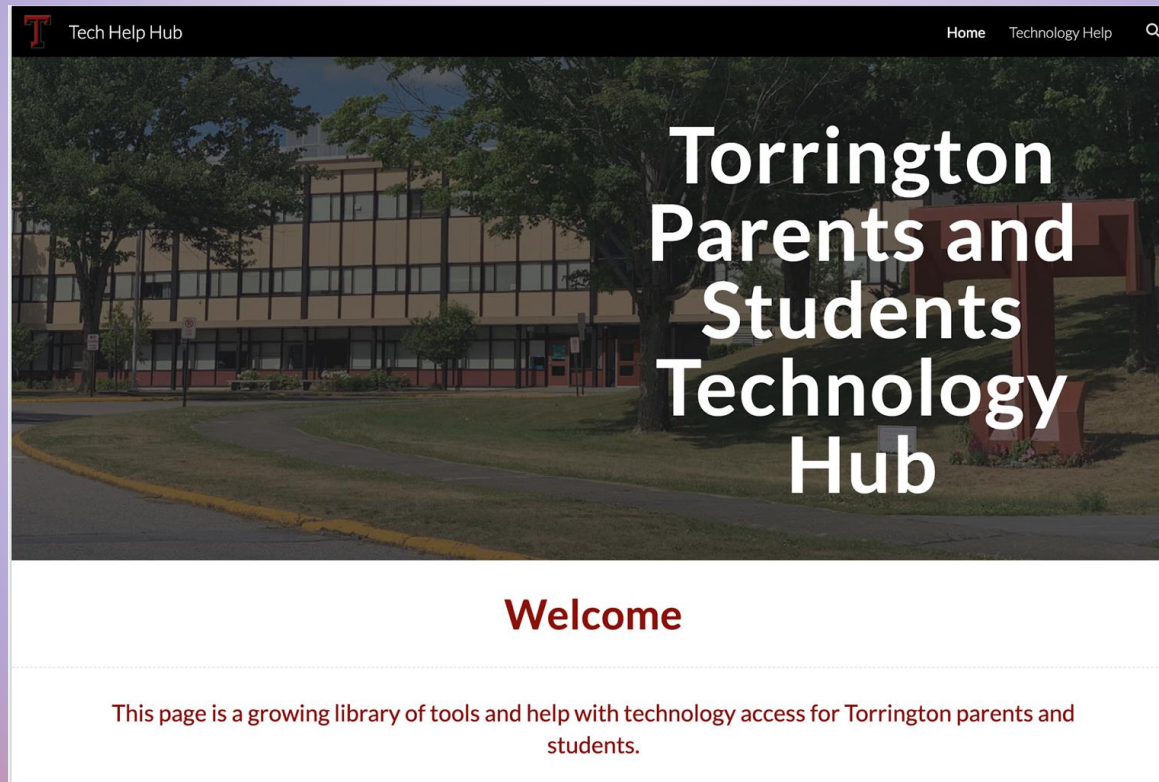 T Tech Help Hub Home Technology Help
Torrington
Parents and
Students
Technology
Hub
Welcome
This page is a growing library of tools and help with technology access for Torrington parents and
students.